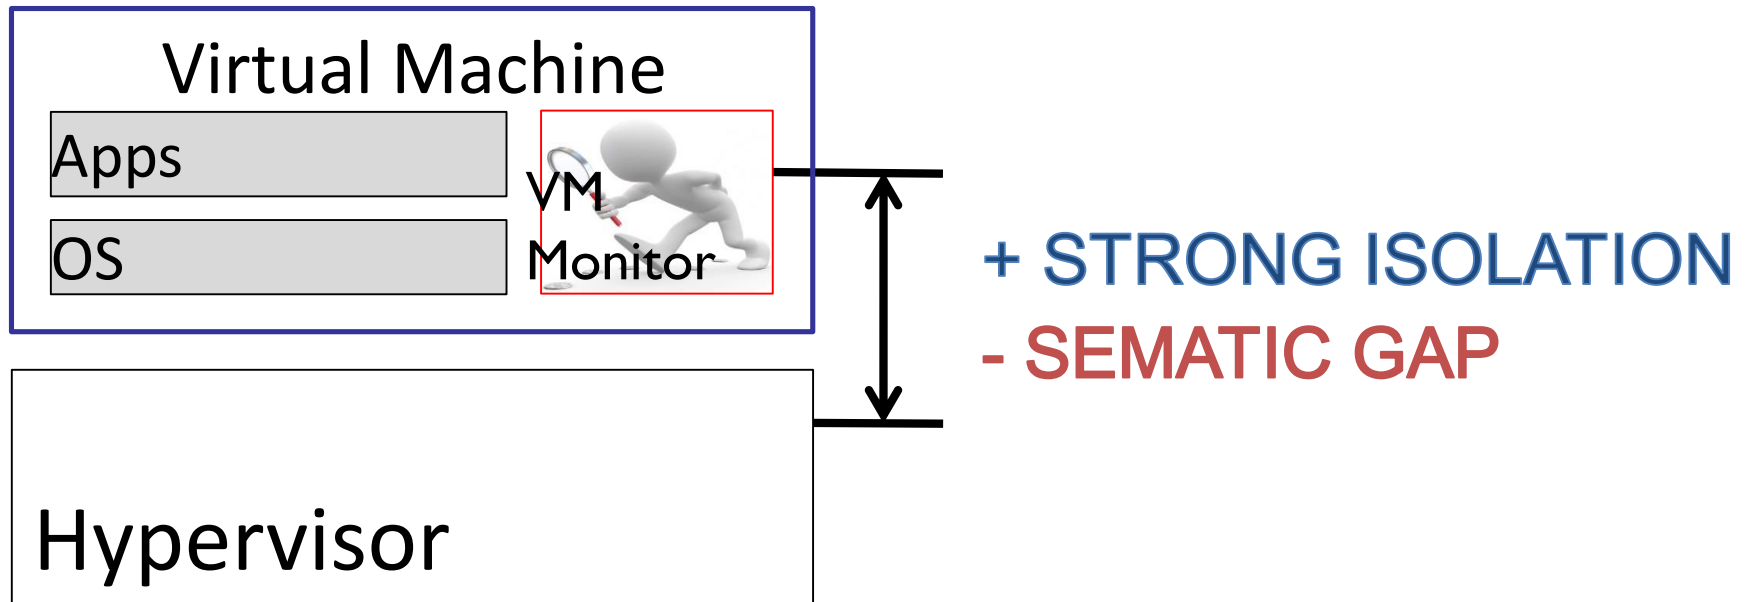 Virtual Machine
Apps
VM
OS
Monitor
+ STRONG ISOLATION
- SEMATIC GAP
Hypervisor